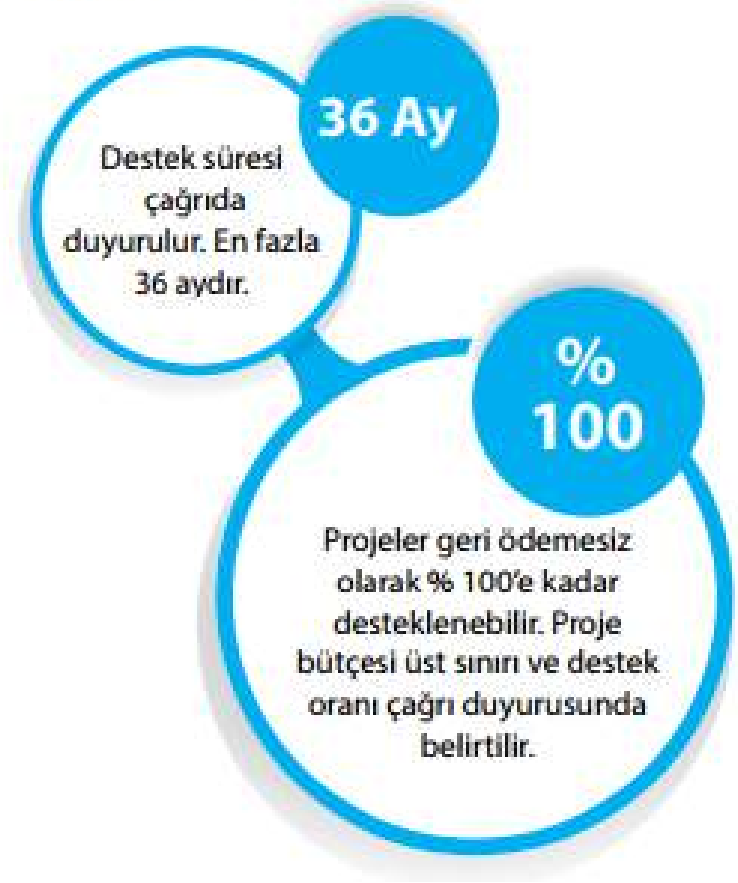 36 Ay
Destek süresi
çağrıda
duyurulur. En fazla
36 aydır.
%
100
Projeler geri ödemesiz
olarak % 100'e kadar
desteklenebilir. Proje
bütçesi üst sınırı ve destek
oranı çağrı duyurusunda
belirtilir.